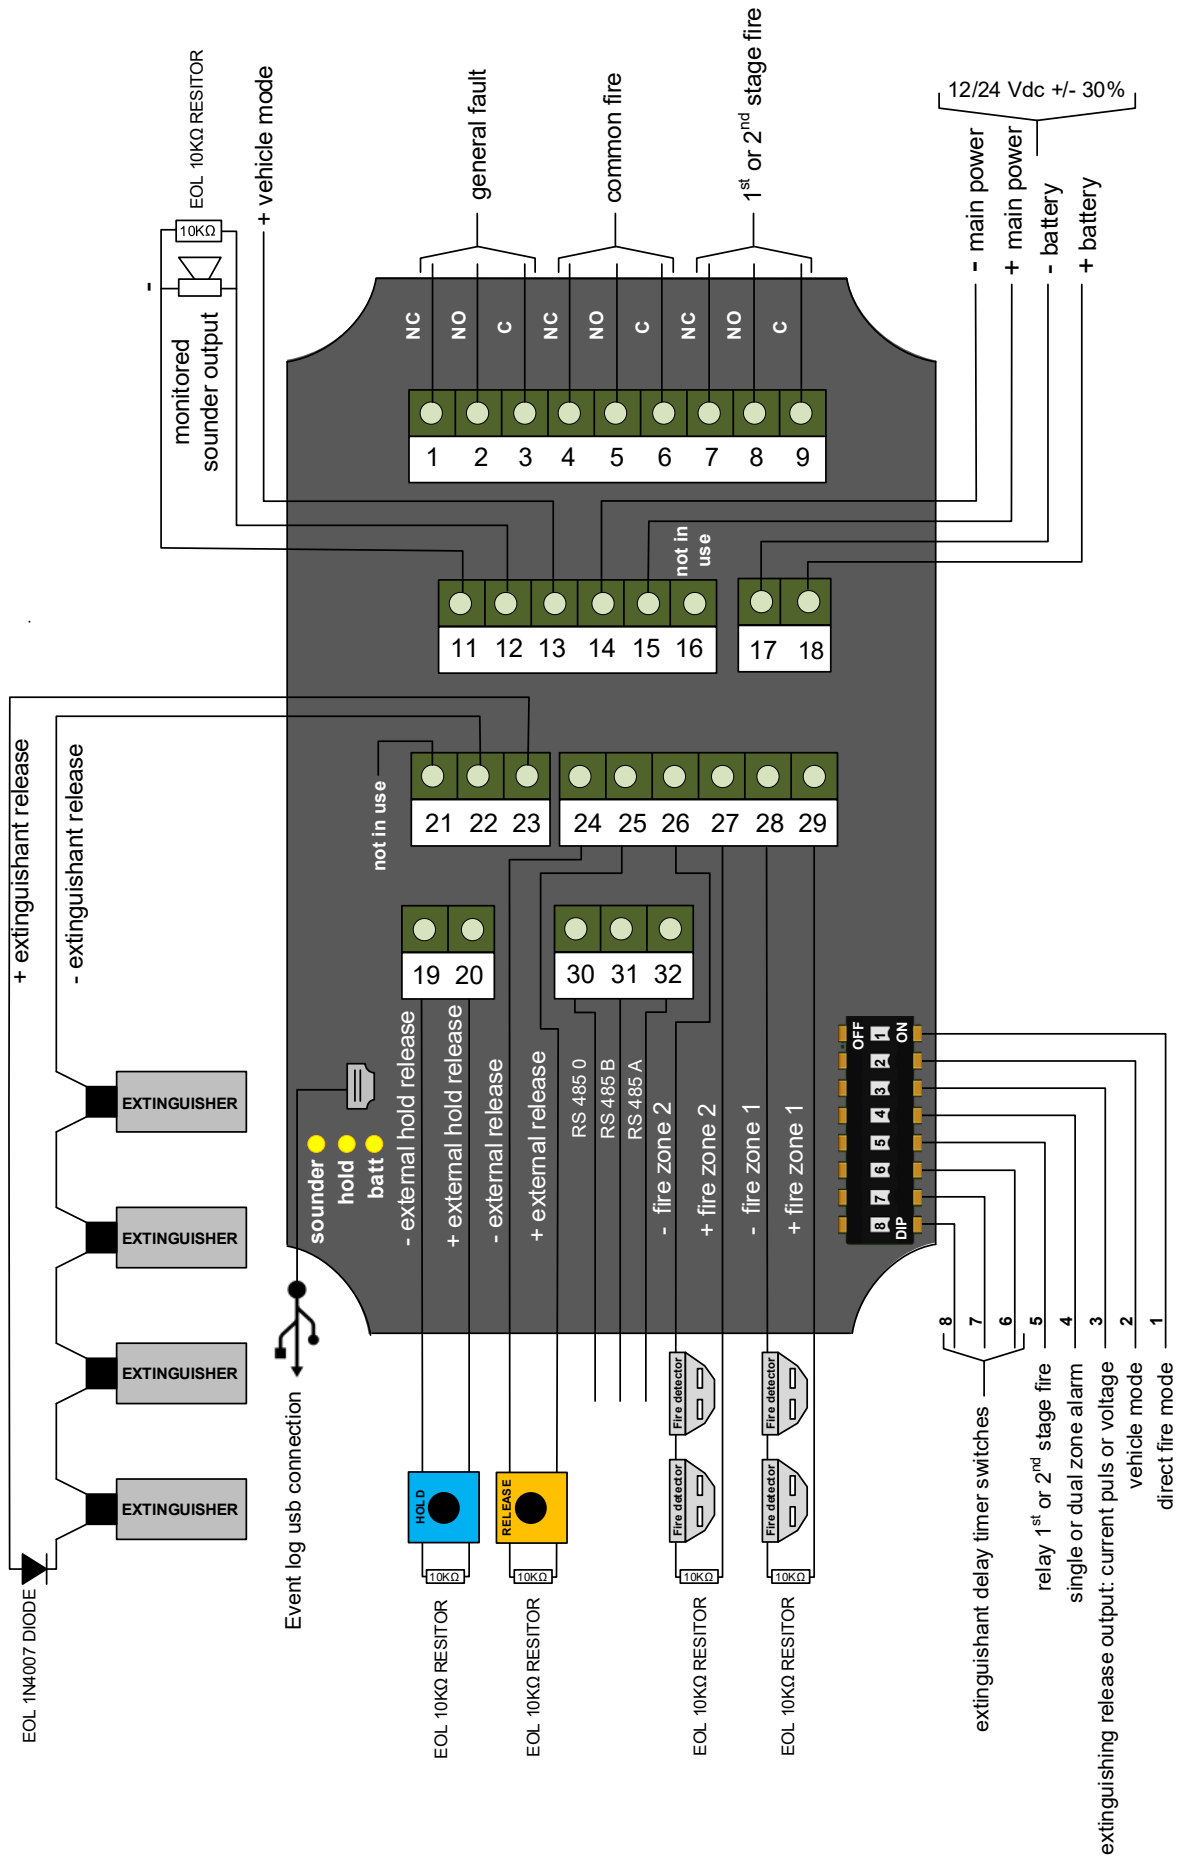 EOL 10KΩ RESITOR
10KΩ
-
monitored
sounder output
+ vehicle mode
general fault
common fire
1st or 2nd stage fire
12/24 Vdc +/- 30%
- main power
+ main power
- battery
+ battery
NC
NO
C
NC
NO
C
NC
NO
C
1 2 3 4 5 6 7 8 9
not in
use
11 12 13 14 15 16
17 18
+ extinguishant release
- extinguishant release
not in use
21 22 23
24 25 26 27 28 29
19 20
30 31 32
EXTINGUISHER
EXTINGUISHER
EXTINGUISHER
EXTINGUISHER
EOL 1N4007 DIODE
sounder
hold
batt
Event log usb connection
- external hold release
+ external hold release
- external release
+ external release
RS 485 0
RS 485 B
RS 485 A
- fire zone 2
+ fire zone 2
- fire zone 1
+ fire zone 1
OFF
ON
1 2 3 4 5 6 7 8
DIP
HOLD
RELEASE
Fire detector
Fire detector
Fire detector
Fire detector
10KΩ
10KΩ
10KΩ
10KΩ
EOL 10KΩ RESITOR
EOL 10KΩ RESITOR
EOL 10KΩ RESITOR
EOL 10KΩ RESITOR
8
7
6
extinguishant delay timer switches
relay 1st or 2nd stage fire 5
single or dual zone alarm 4
extinguishing release output: current puls or voltage 3
vehicle mode 2
direct fire mode 1